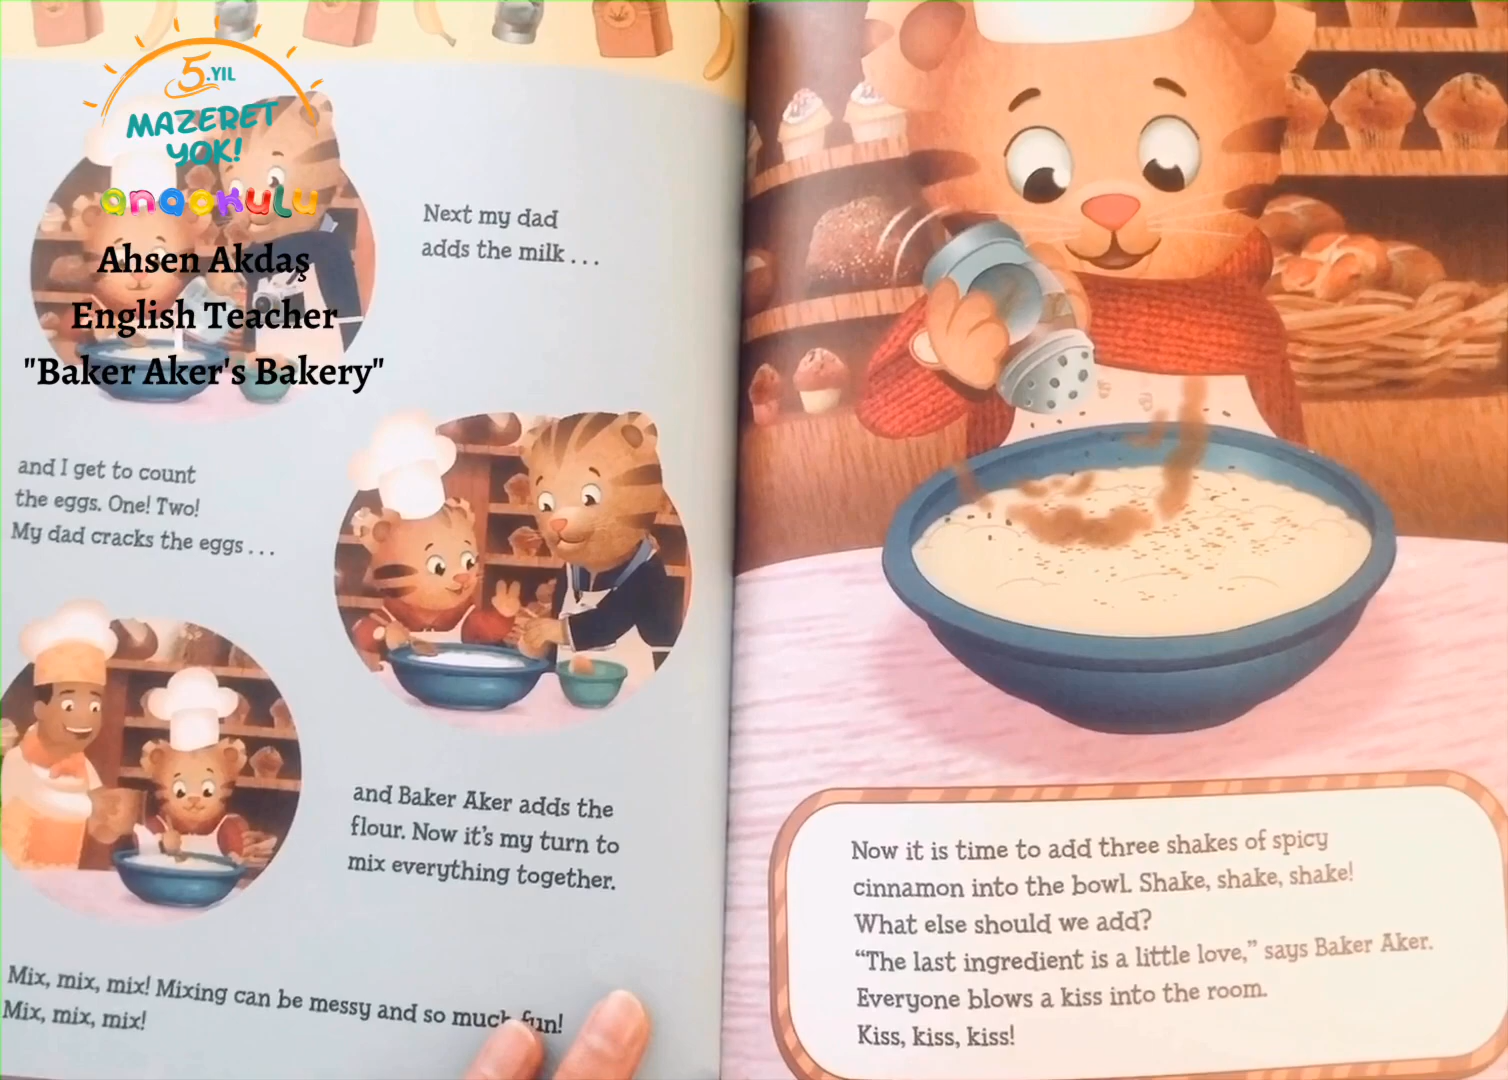 5.YIL
MAZERET
YOK!
anaokulu
Ahsen Akdaş
English Teacher
"Baker Aker's Bakery"
Next my dad
adds the milk . . .
and I get to count
the eggs. One! Two!
My dad cracks the eggs . . .
and Baker Aker adds the
flour. Now it's my turn to
mix everything together.
Mix, mix, mix! Mixing can be messy and so much fun!
Mix, mix, mix!
Now it is time to add three shakes of spicy
cinnamon into the bowl. Shake, shake, shake!
What else should we add?
“The last ingredient is a little love,” says Baker Aker.
Everyone blows a kiss into the room.
Kiss, kiss, kiss!